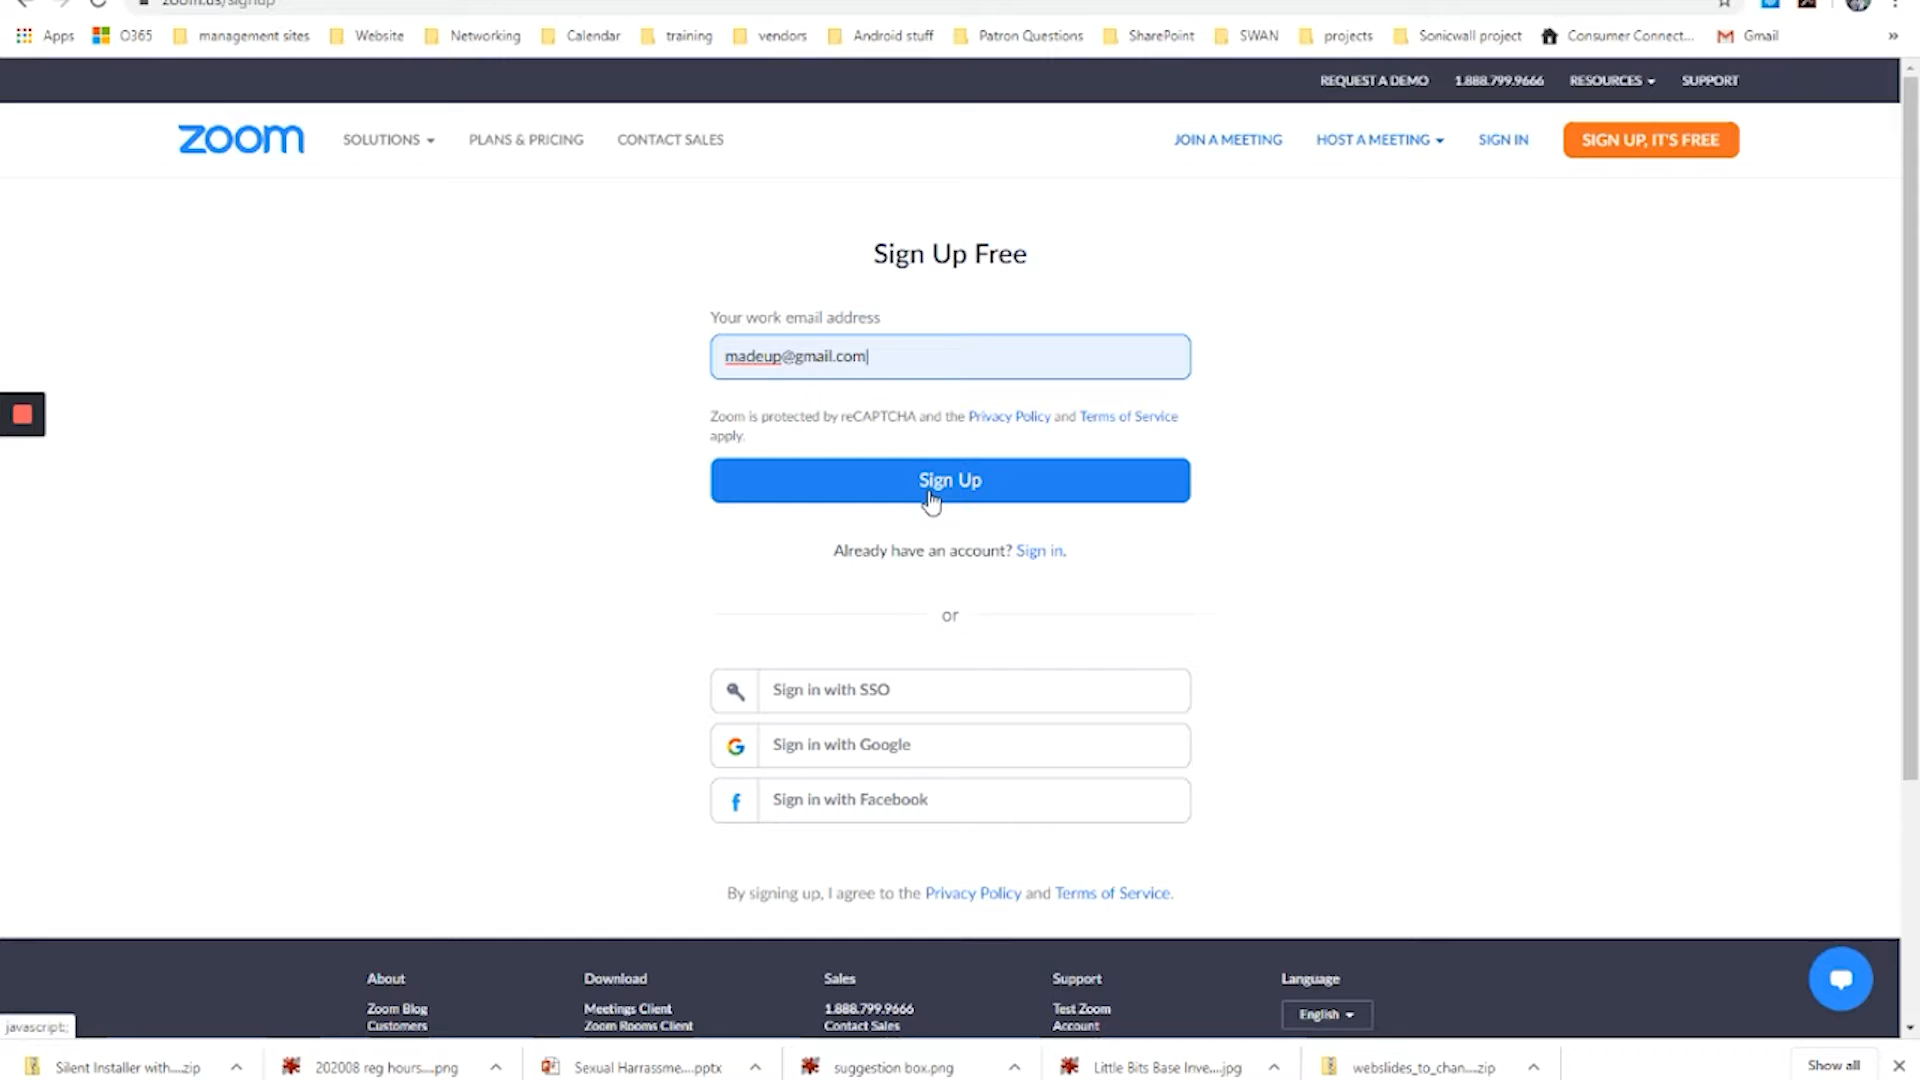 Apps O365 management sites Website Networking Calendar training vendors Android stuff Patron Questions SharePoint SWAN projects Sonicwall project Consumer Connect... Gmail »
REQUEST A DEMO 1.888.799.9666 RESOURCES SUPPORT
zoom SOLUTIONS PLANS & PRICING CONTACT SALES JOIN A MEETING HOST A MEETING SIGN IN SIGN UP, IT'S FREE
Sign Up Free
Your work email address
madeup@gmail.com
Zoom is protected by reCAPTCHA and the Privacy Policy and Terms of Service
apply.
Sign Up
Already have an account? Sign in.
or
Sign in with SSO
Sign in with Google
Sign in with Facebook
By signing up, I agree to the Privacy Policy and Terms of Service.
About Download Sales Support Language
Zoom Blog Meetings Client 1.888.799.9666 Test Zoom English
Customers Zoom Rooms Client Contact Sales Account
javascript:;
Silent Installer with....zip 202008 reg hours....png Sexual Harrassme....pptx suggestion box.png Little Bits Base Inve....jpg webslides_to_chan....zip Show all